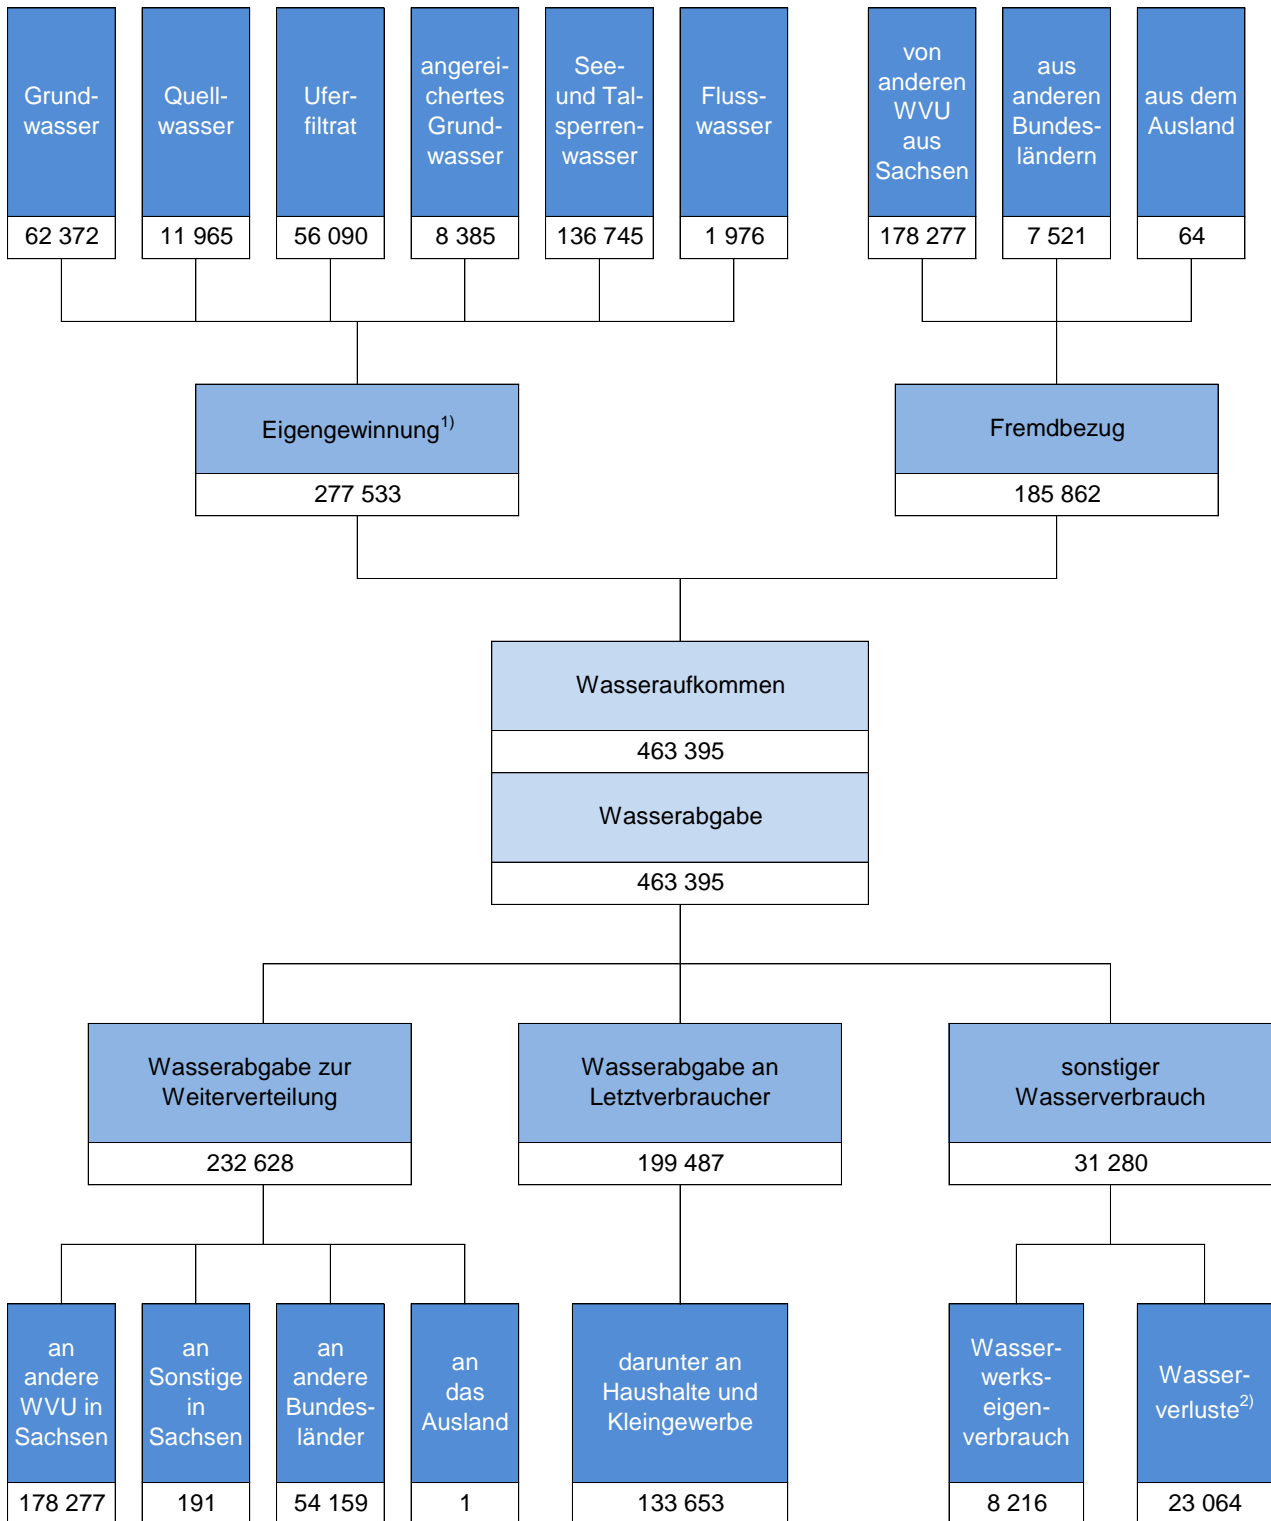 Grund-
wasser
62 372
Quell-
wasser
11 965
Ufer-
filtrat
56 090
angerei-
chertes
Grund-
wasser
8 385
See-
und Tal-
sperren-
wasser
136 745
Fluss-
wasser
1 976
von
anderen
WVU
aus
Sachsen
178 277
aus
anderen
Bundes-
ländern
7 521
aus dem
Ausland
64
Eigengewinnung1)
277 533
Fremdbezug
185 862
Wasseraufkommen
463 395
Wasserabgabe
463 395
Wasserabgabe zur
Weiterverteilung
232 628
Wasserabgabe an
Letztverbraucher
199 487
sonstiger
Wasserverbrauch
31 280
an
andere
WVU in
Sachsen
178 277
an
Sonstige
in
Sachsen
191
an
andere
Bundes-
länder
54 159
an
das
Ausland
1
darunter an
Haushalte und
Kleingewerbe
133 653
Wasser-
werks-
eigen-
verbrauch
8 216
Wasser-
verluste2)
23 064